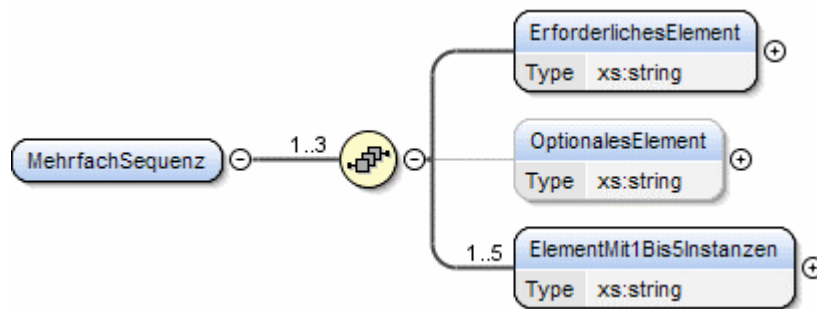 ErforderlichesElement
Type xs:string
1..3
MehrfachSequenz
OptionalesElement
Type xs:string
1..5
ElementMit1Bis5Instanzen
Type xs:string